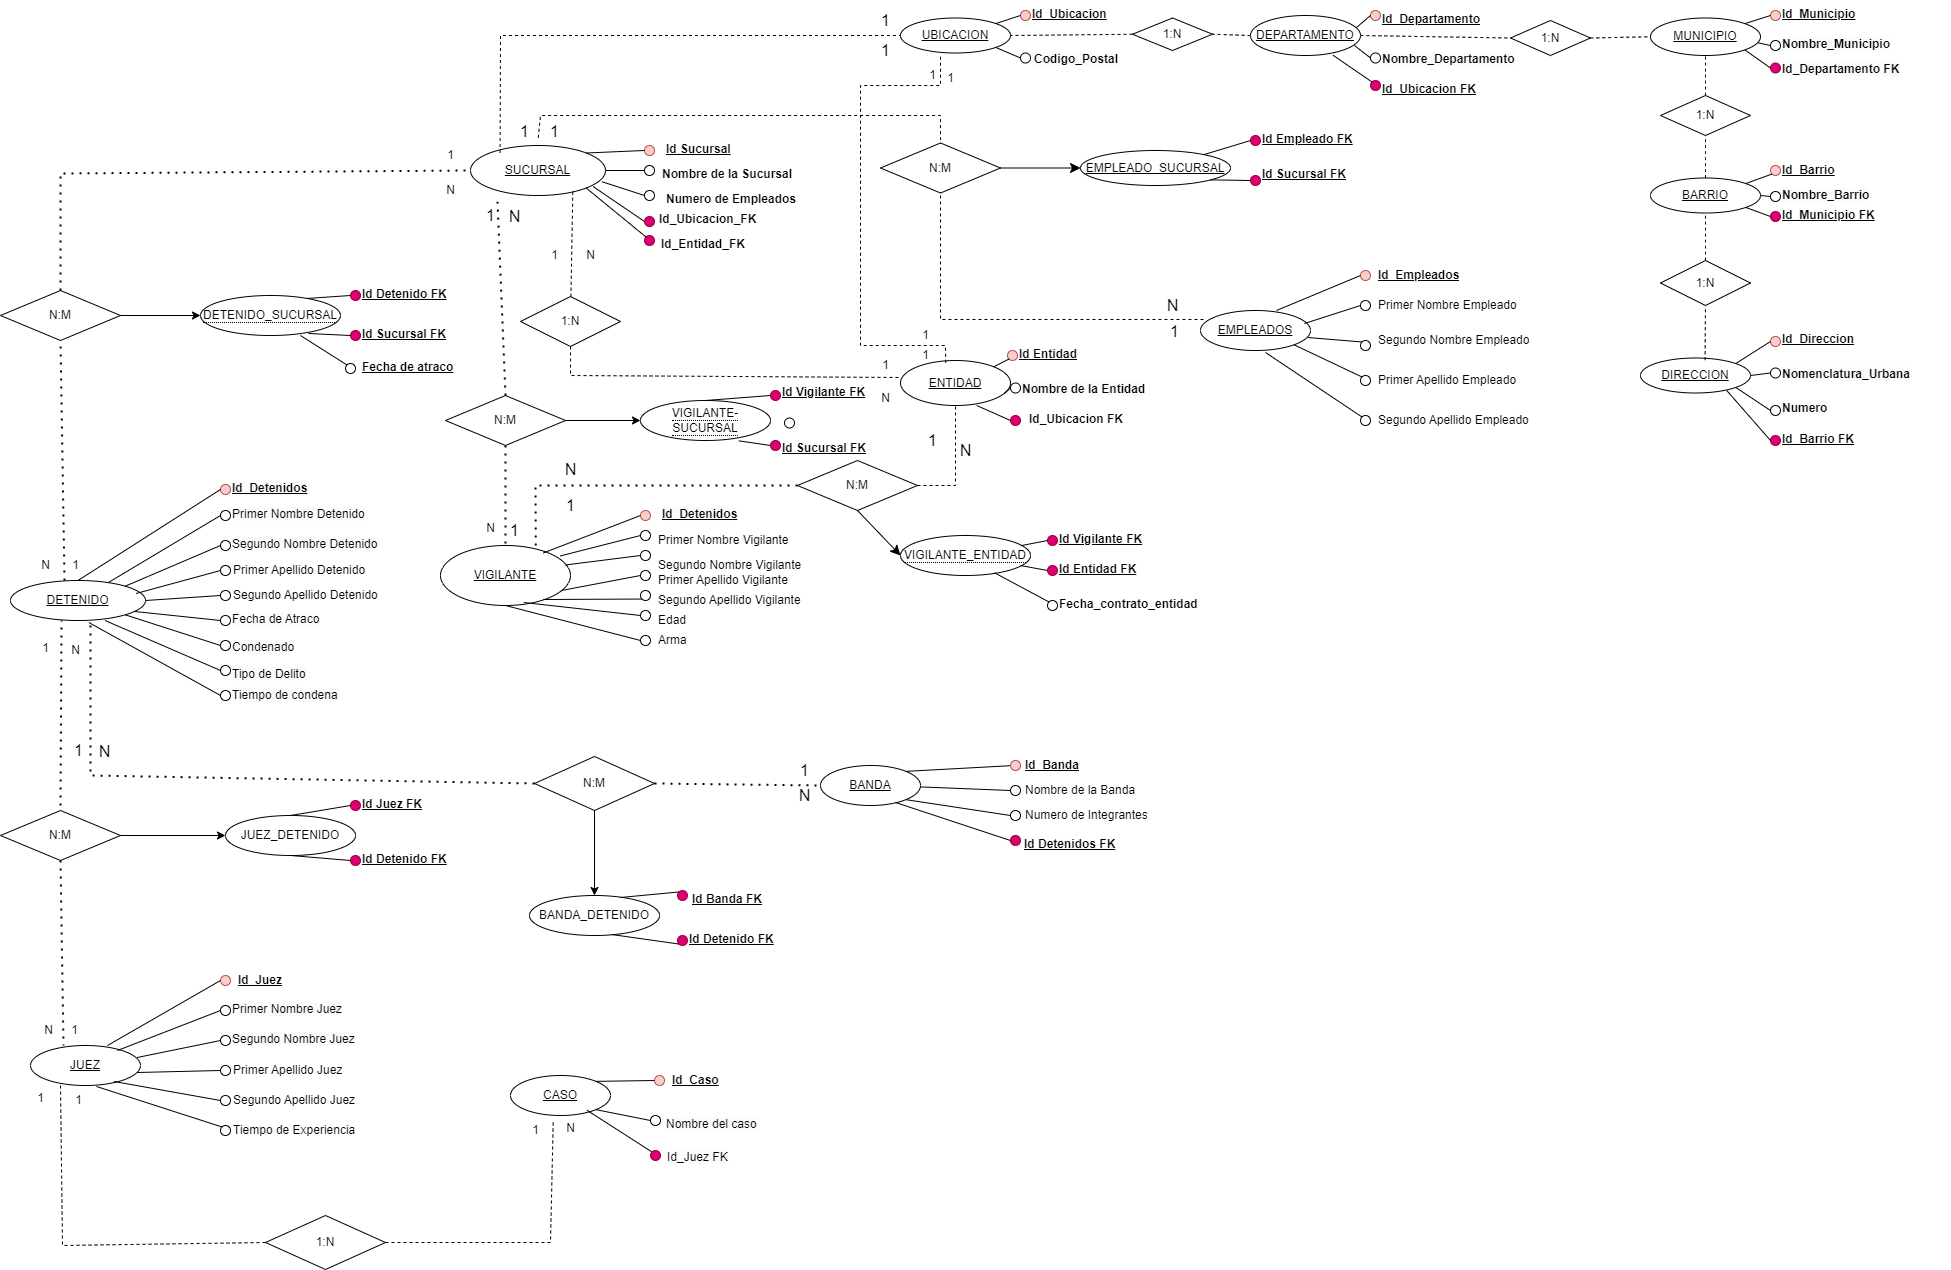 1
1
UBICACION
Id_Ubicacion
Codigo_Postal
1:N
DEPARTAMENTO
Id_Departamento
Nombre_Departamento
Id_Ubicacion FK
1:N
MUNICIPIO
Id_Municipio
Nombre_Municipio
Id_Departamento FK
1
1
1:N
BARRIO
Id_Barrio
Nombre_Barrio
Id_Municipio FK
1:N
DIRECCION
Id_Direccion
Nomenclatura_Urbana
Numero
Id_Barrio FK
1
1
SUCURSAL
Id Sucursal
Nombre de la Sucursal
Numero de Empleados
Id_Ubicacion_FK
Id_Entidad_FK
1
N
1
N
1
N
N:M
EMPLEADO_SUCURSAL
Id Empleado FK
Id Sucursal FK
N
1
EMPLEADOS
Id_Empleados
Primer Nombre Empleado
Segundo Nombre Empleado
Primer Apellido Empleado
Segundo Apellido Empleado
N:M
DETENIDO_SUCURSAL
Id Detenido FK
Id Sucursal FK
Fecha de atraco
1:N
1
1
1
N
ENTIDAD
Id Entidad
Nombre de la Entidad
Id_Ubicacion FK
1
N
N:M
VIGILANTE-
SUCURSAL
Id Vigilante FK
Id Sucursal FK
N
1
N:M
VIGILANTE_ENTIDAD
Id Vigilante FK
Id Entidad FK
Fecha_contrato_entidad
N
1
VIGILANTE
Id_Detenidos
Primer Nombre Vigilante
Segundo Nombre Vigilante
Primer Apellido Vigilante
Segundo Apellido Vigilante
Edad
Arma
N
1
DETENIDO
Id_Detenidos
Primer Nombre Detenido
Segundo Nombre Detenido
Primer Apellido Detenido
Segundo Apellido Detenido
Fecha de Atraco
Condenado
Tipo de Delito
Tiempo de condena
1
N
1
N
N:M
1
N
BANDA
Id_Banda
Nombre de la Banda
Numero de Integrantes
Id Detenidos FK
N:M
JUEZ_DETENIDO
Id Juez FK
Id Detenido FK
BANDA_DETENIDO
Id Banda FK
Id Detenido FK
N
1
JUEZ
Id_Juez
Primer Nombre Juez
Segundo Nombre Juez
Primer Apellido Juez
Segundo Apellido Juez
Tiempo de Experiencia
1
1
CASO
Id_Caso
Nombre del caso
Id_Juez FK
1
N
1:N